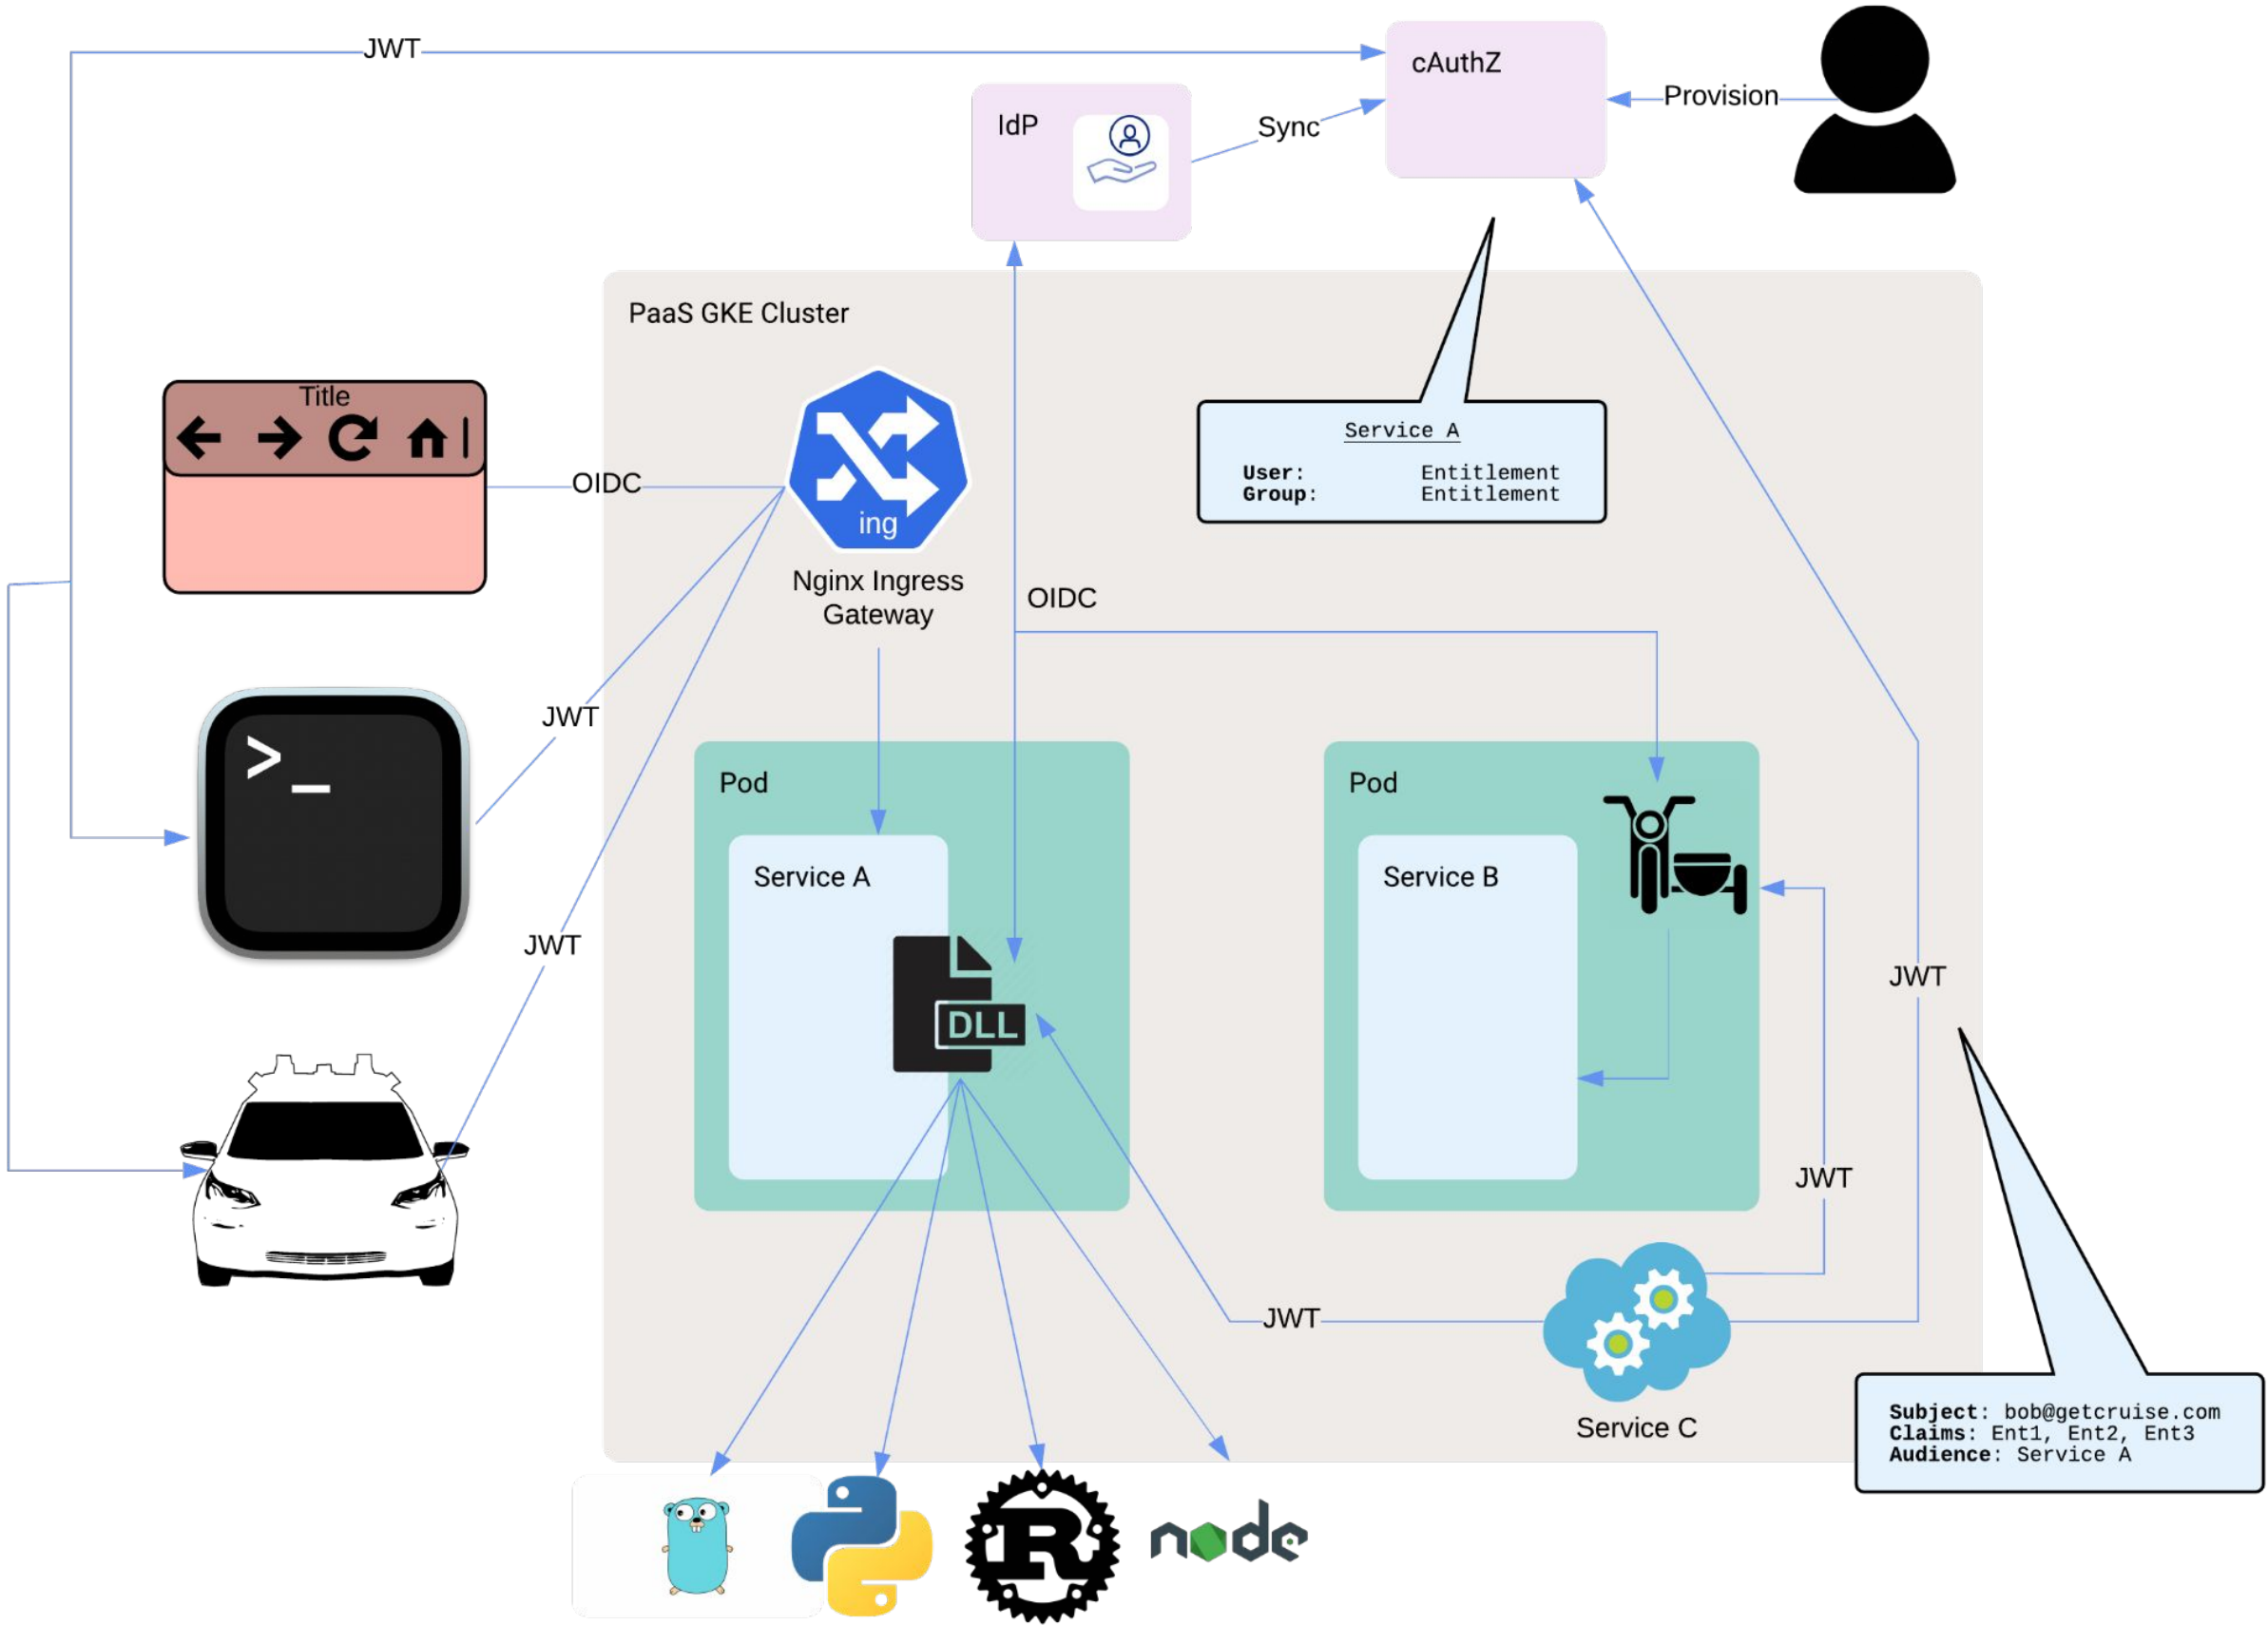 JWT
cAuthZ
Provision
IdP
Sync
PaaS GKE Cluster
Title
OIDC
ing
Nginx Ingress
Gateway
Service A
User: Entitlement
Group: Entitlement
OIDC
JWT
>_
Pod
Pod
Service A
Service B
JWT
JWT
DLL
JWT
JWT
Service C
Subject: bob@getcruise.com
Claims: Ent1, Ent2, Ent3
Audience: Service A
R
node